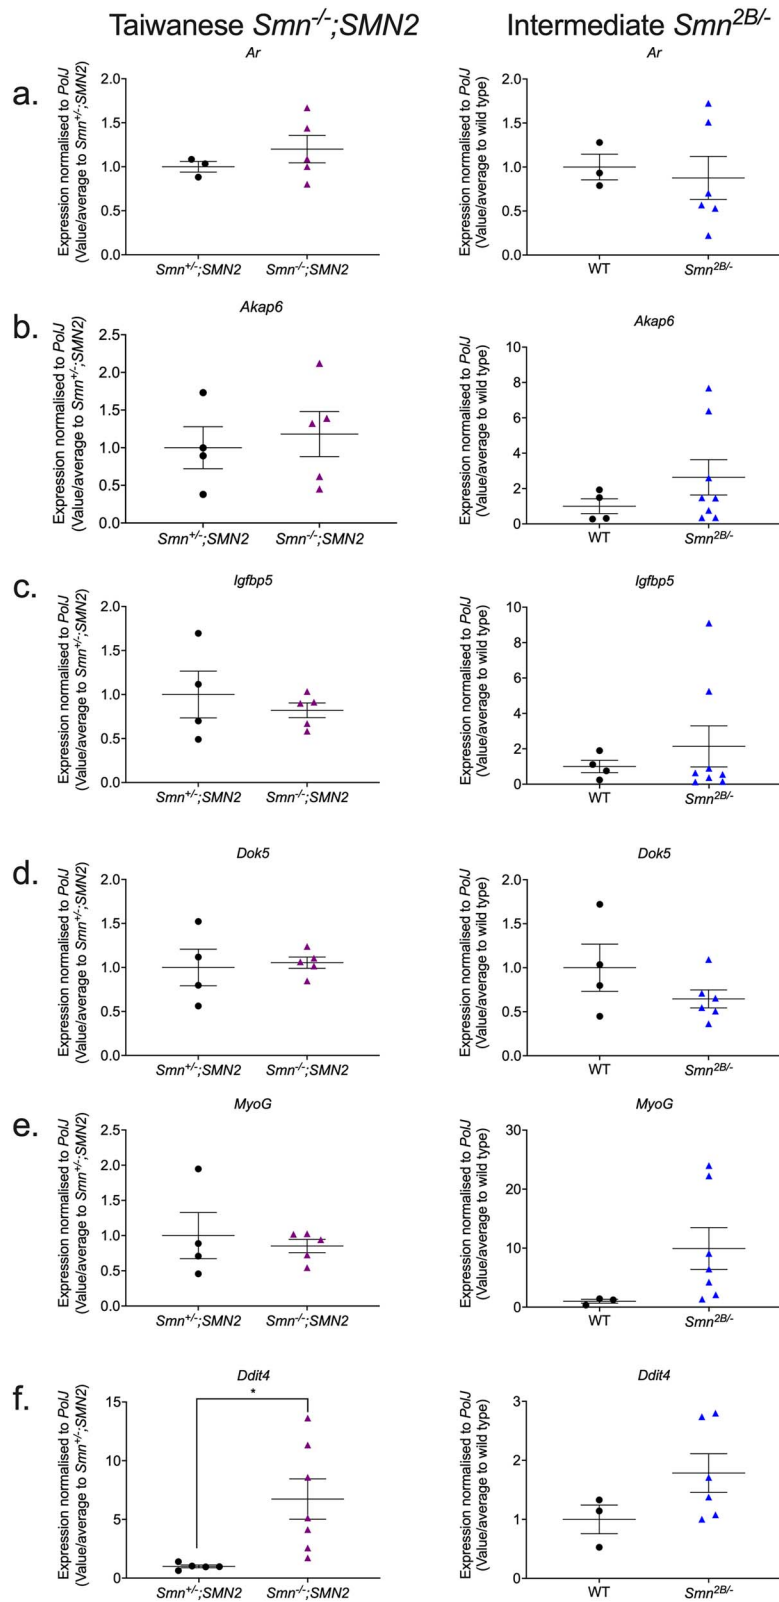 Taiwanese Smn-/-;SMN2
Intermediate Smn2B/-
a.
Ar
Expression normalised to PolJ
(Value/average to Smn+/-;SMN2)
2.0
1.5
1.0
0.5
0.0
Smn+/-;SMN2
Smn-/-;SMN2
Ar
Expression normalised to PolJ
(Value/average to wild type)
2.0
1.5
1.0
0.5
0.0
WT
Smn2B/-
b.
Akap6
Expression normalised to PolJ
(Value/average to Smn+/-;SMN2)
2.5
2.0
1.5
1.0
0.5
0.0
Smn+/-;SMN2
Smn-/-;SMN2
Akap6
Expression normalised to PolJ
(Value/average to wild type)
10
8
6
4
2
0
WT
Smn2B/-
c.
Igfbp5
Expression normalised to PolJ
(Value/average to Smn+/-;SMN2)
2.0
1.5
1.0
0.5
0.0
Smn+/-;SMN2
Smn-/-;SMN2
Igfbp5
Expression normalised to PolJ
(Value/average to wild type)
10
8
6
4
2
0
WT
Smn2B/-
d.
Dok5
Expression normalised to PolJ
(Value/average to Smn+/-;SMN2)
2.0
1.5
1.0
0.5
0.0
Smn+/-;SMN2
Smn-/-;SMN2
Dok5
Expression normalised to PolJ
(Value/average to wild type)
2.0
1.5
1.0
0.5
0.0
WT
Smn2B/-
e.
MyoG
Expression normalised to PolJ
(Value/average to Smn+/-;SMN2)
2.5
2.0
1.5
1.0
0.5
0.0
Smn+/-;SMN2
Smn-/-;SMN2
MyoG
Expression normalised to PolJ
(Value/average to wild type)
30
20
10
0
WT
Smn2B/-
f.
Ddit4
Expression normalised to PolJ
(Value/average to Smn+/-;SMN2)
15
10
5
0
*
Smn+/-;SMN2
Smn-/-;SMN2
Ddit4
Expression normalised to PolJ
(Value/average to wild type)
3
2
1
0
WT
Smn2B/-